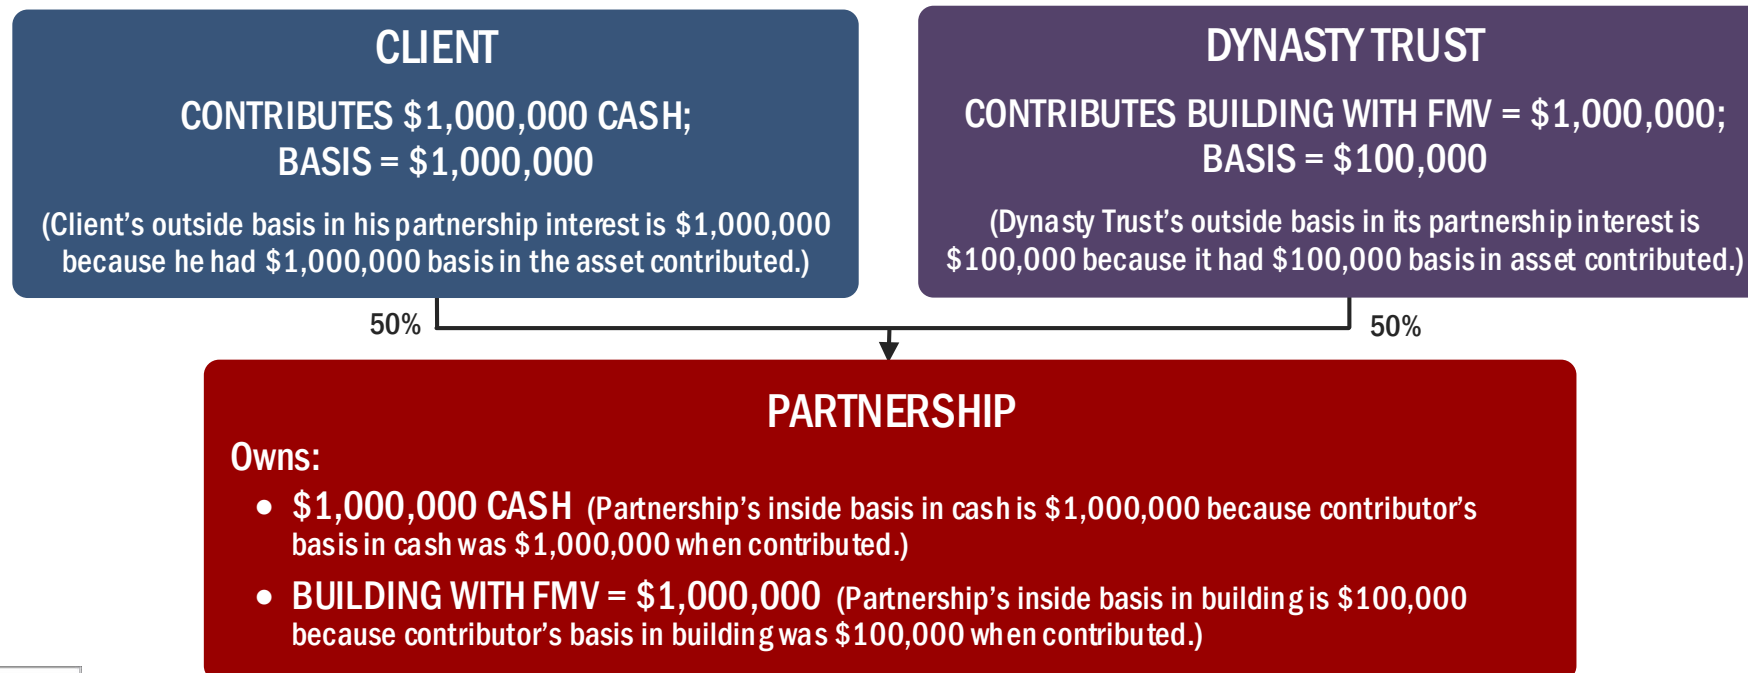 CLIENT
CONTRIBUTES $1,000,000 CASH;
BASIS = $1,000,000
(Client's outside basis in his partnership interest is $1,000,000
because he had $1,000,000 basis in the asset contributed.)
DYNASTY TRUST
CONTRIBUTES BUILDING WITH FMV = $1,000,000;
BASIS = $100,000
(Dynasty Trust's outside basis in its partnership interest is
$100,000 because it had $100,000 basis in asset contributed.)
50%
50%
PARTNERSHIP
Owns:
• $1,000,000 CASH (Partnership's inside basis in cash is $1,000,000 because contributor's
basis in cash was $1,000,000 when contributed.)
• BUILDING WITH FMV = $1,000,000 (Partnership's inside basis in building is $100,000
because contributor's basis in building was $100,000 when contributed.)